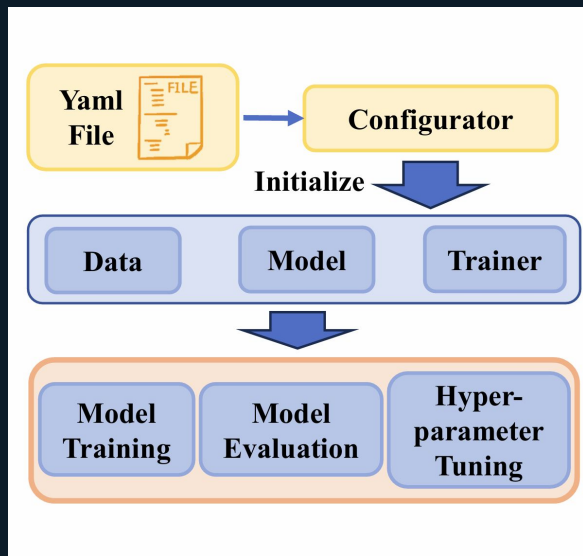 Yaml
File
FILE
Configurator
Initialize
Data
Model
Trainer
Model
Training
Model
Evaluation
Hyper-
parameter
Tuning